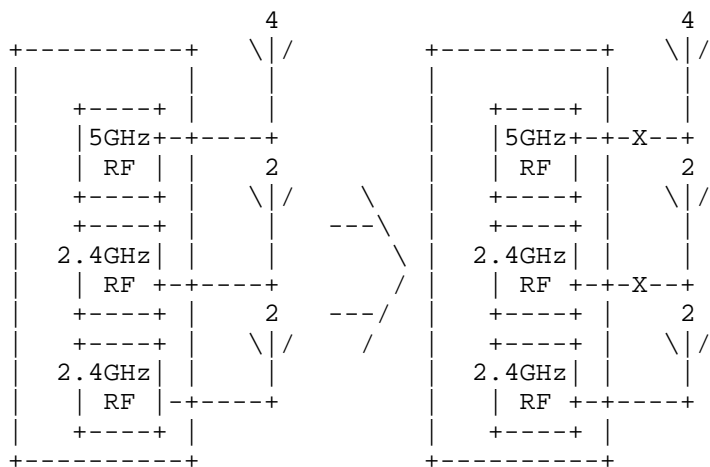 4 4
5GHz 5GHz X
RF 2 RF 2
2.4GHz 2.4GHz
RF RF X
2 2
2.4GHz 2.4GHz
RF RF